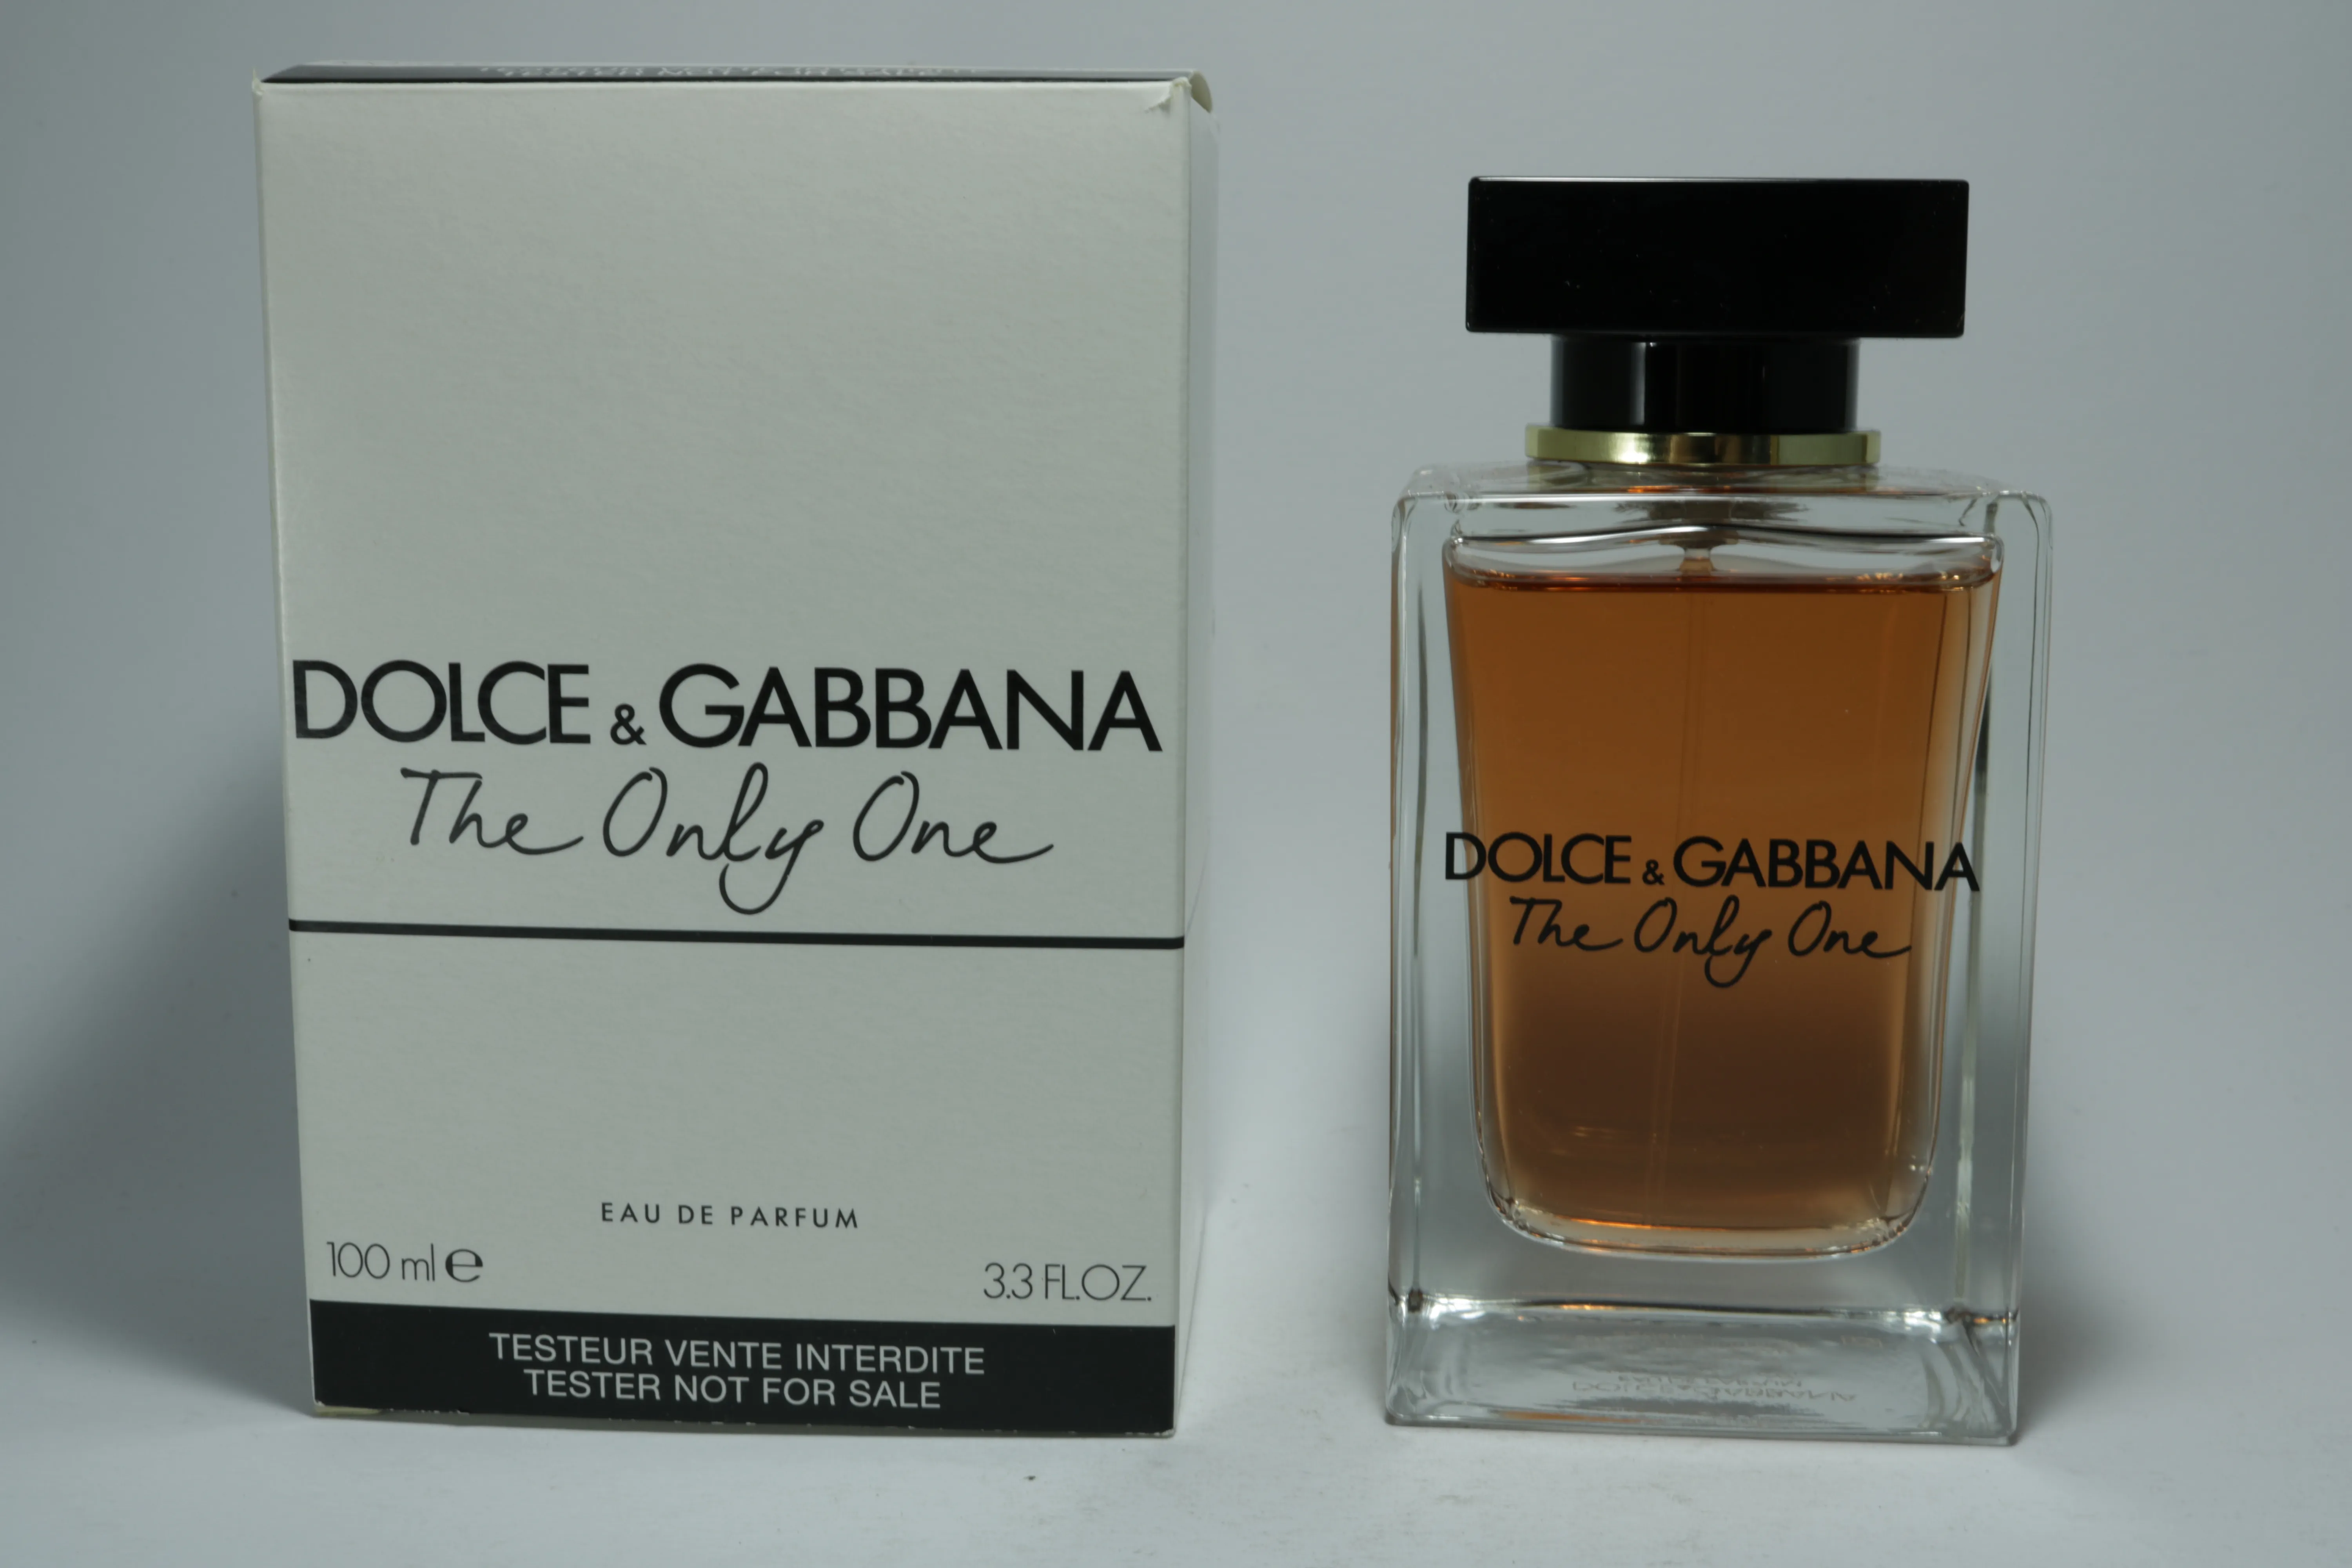 DOLCE & GABBANA
The Only One
EAU DE PARFUM
100 ml e
3.3 FL.OZ.
TESTEUR VENTE INTERDITE
TESTER NOT FOR SALE
DOLCE & GABBANA
The Only One